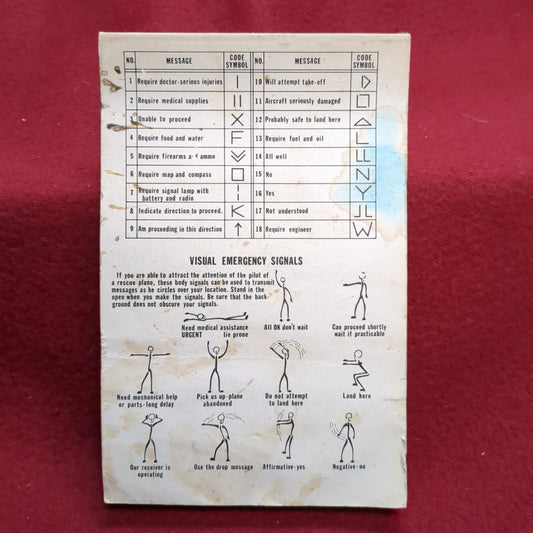 NO. MESSAGE CODE SYMBOL NO. MESSAGE CODE SYMBOL
1 Require doctor-serious injuries | 10 Will attempt take-off
2 Require medical supplies || 11 Aircraft seriously damaged
3 Unable to proceed X 12 Probably safe to land here △
4 Require food and water F 13 Require fuel and oil L
5 Require firearms and ammo 14 All well LL
6 Require map and compass □ 15 No N
7 Require signal lamp with battery and radio 16 Yes Y
8 Indicate direction to proceed. K 17 Not understood
9 Am proceeding in this direction ↑ 18 Require engineer W
VISUAL EMERGENCY SIGNALS
If you are able to attract the attention of the pilot of
a rescue plane, these body signals can be used to transmit
messages as he circles over your location. Stand in the
open when you make the signals. Be sure that the back-
ground does not obscure your signals.
Need medical assistance
URGENT lie prone
All OK don't wait
Can proceed shortly
wait if practicable
Need mechanical help
or parts-long delay
Pick us up-plane
abandoned
Do not attempt
to land here
Land here
Our receiver is
operating
Use the drop message
Affirmative-yes
Negative-no